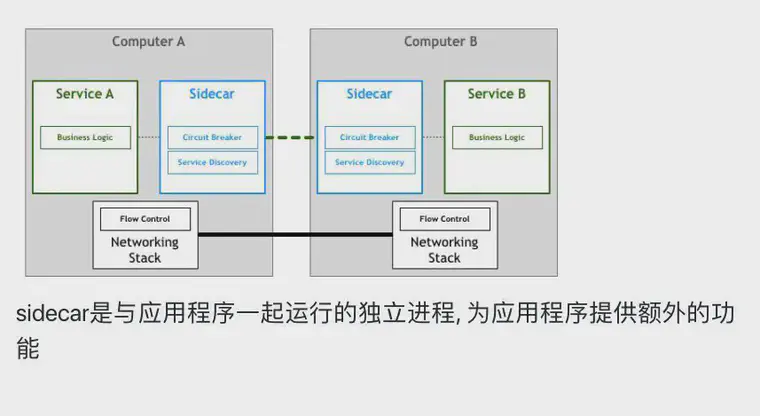 Computer A
Computer B
Service A
Sidecar
Sidecar
Service B
Business Logic
Circuit Breaker
Circuit Breaker
Business Logic
Service Discovery
Service Discovery
Flow Control
Flow Control
Networking
Stack
Networking
Stack
sidecar是与应用程序一起运行的独立进程, 为应用程序提供额外的功
能